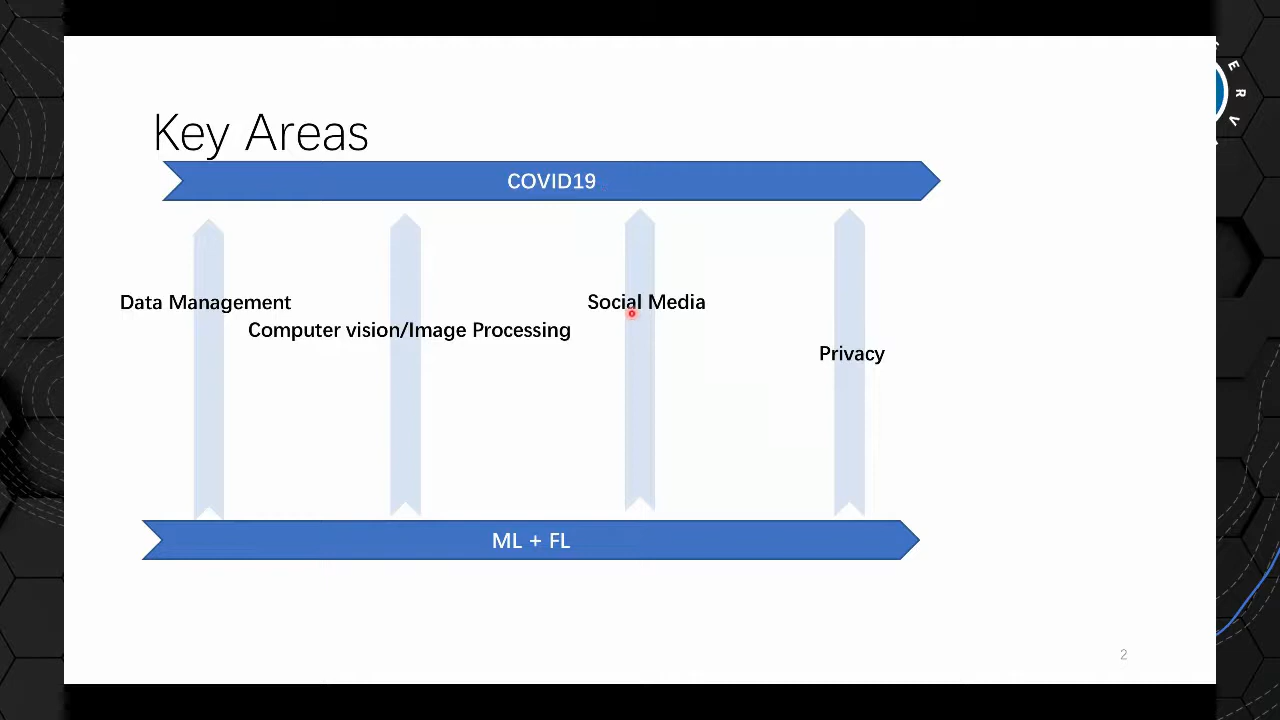 Key Areas
COVID19
Data Management
Computer vision/Image Processing
Social Media
Privacy
ML + FL
2
E R V